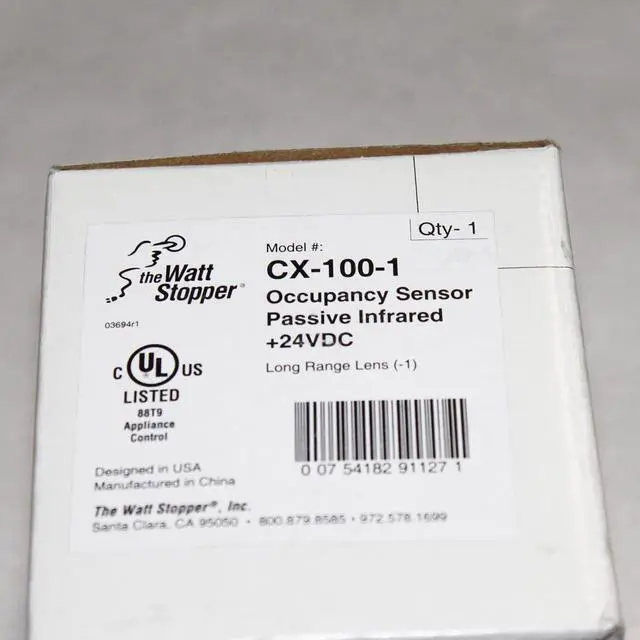 Qty- 1
the Watt
Stopper®
03694r1
Model #:
CX-100-1
Occupancy Sensor
Passive Infrared
+24VDC
Long Range Lens (-1)
C UL US
LISTED
88T9
Appliance
Control
0 07 54182 91127 1
Designed in USA
Manufactured in China
The Watt Stopper®, Inc.
Santa Clara, CA 95050 • 800.879.8585 • 972.578.1699